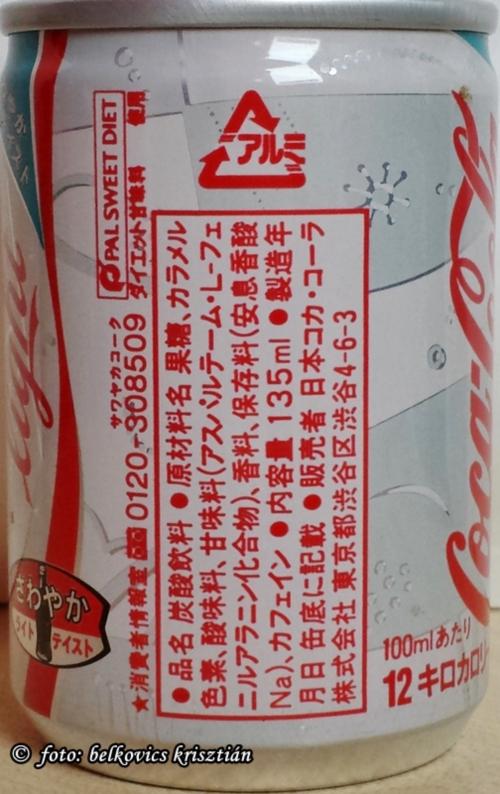 PAL SWEET DIET
ダイエット甘味料 使用
サワヤカコーク
★消費者情報室 0120-308509
●品名 炭酸飲料 ●原材料名 果糖、カラメル
色素、酸味料、甘味料(アスパルテーム・L-フェ
ニルアラニン化合物)、香料、保存料(安息香酸
Na)、カフェイン ●内容量 135ml ●製造年
月日 缶底に記載 ●販売者 日本コカ・コーラ
株式会社 東京都渋谷区渋谷4-6-3
アルミ
100mlあたり
12キロカロリー
Coca-Cola
light
さわやか
ライト テイスト
© foto: belkovics krisztián